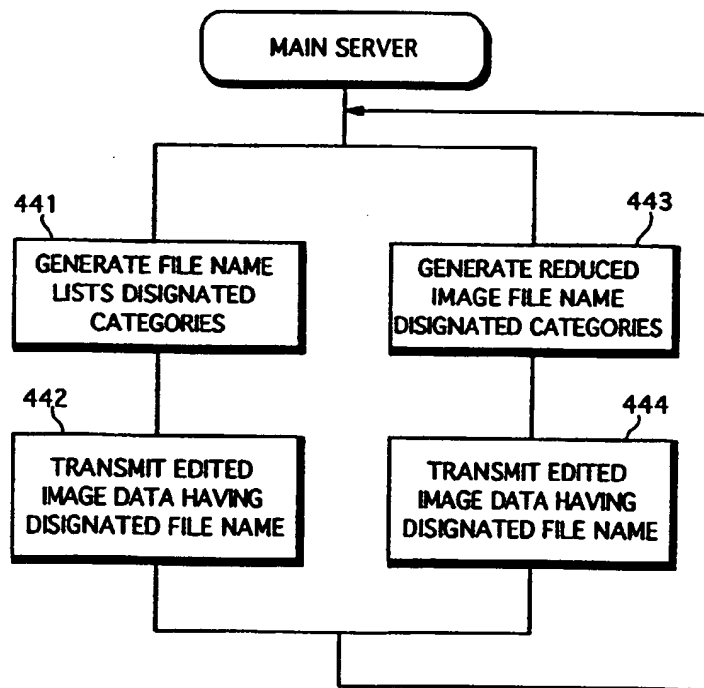 MAIN SERVER
441
GENERATE FILE NAME
LISTS DISIGNATED
CATEGORIES
443
GENERATE REDUCED
IMAGE FILE NAME
DISIGNATED CATEGORIES
442
TRANSMIT EDITED
IMAGE DATA HAVING
DISIGNATED FILE NAME
444
TRANSMIT EDITED
IMAGE DATA HAVING
DISIGNATED FILE NAME